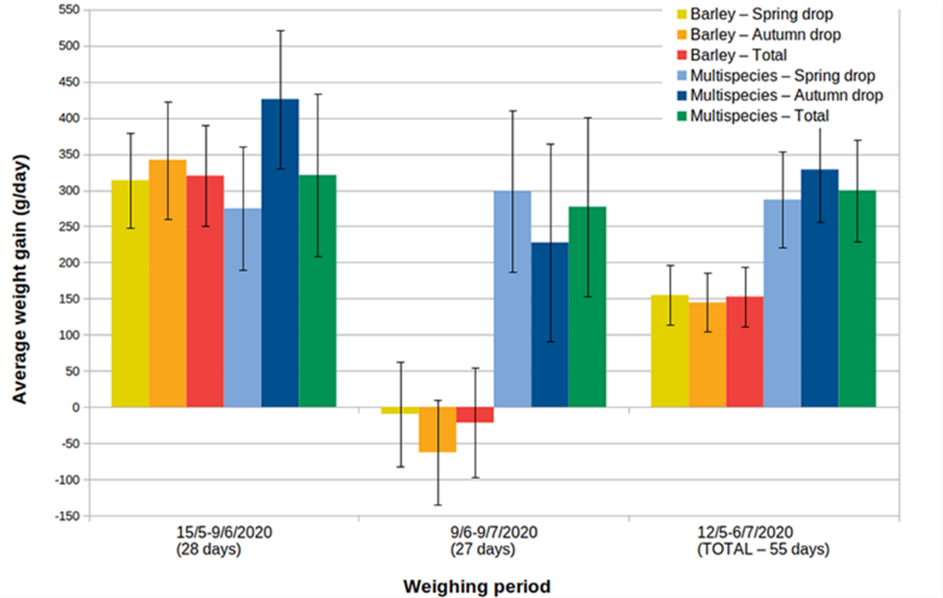 550
500
450
400
350
300
250
200
150
100
50
0
-50
-100
-150
Average weight gain (g/day)
Barley – Spring drop
Barley – Autumn drop
Barley – Total
Multispecies – Spring drop
Multispecies – Autumn drop
Multispecies – Total
15/5-9/6/2020
(28 days)
9/6-9/7/2020
(27 days)
12/5-6/7/2020
(TOTAL – 55 days)
Weighing period